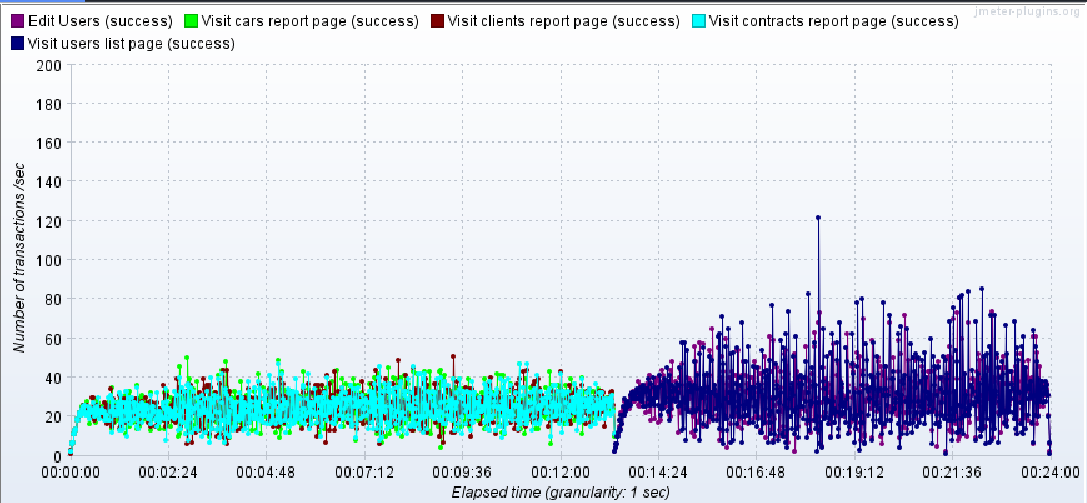 Edit Users (success) Visit cars report page (success) Visit clients report page (success) Visit contracts report page (success)
jmeter-plugins.org
Visit users list page (success)
200
180
160
140
120
100
80
60
40
20
0
Number of transactions /sec
00:00:00 00:02:24 00:04:48 00:07:12 00:09:36 00:12:00 00:14:24 00:16:48 00:19:12 00:21:36 00:24:00
Elapsed time (granularity: 1 sec)